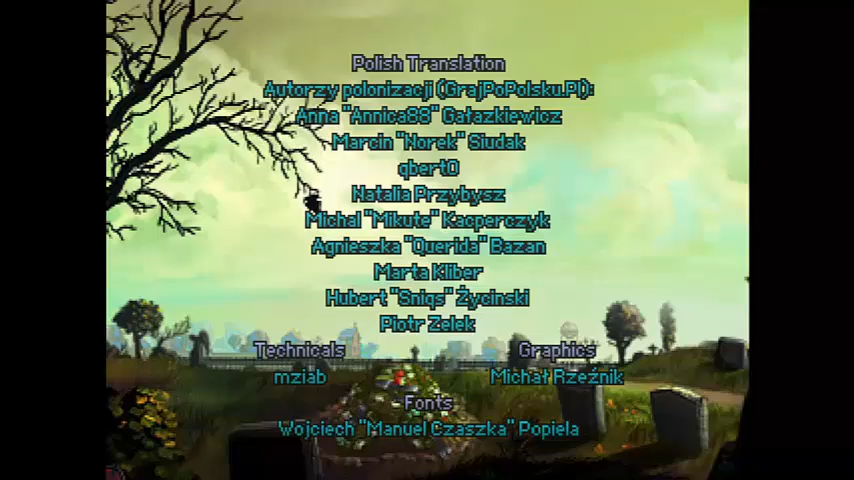 Polish Translation
Autorzy polonizacji (GrajPoPolsku.Pl):
Anna "Annica88" Gałazkiewicz
Marcin "Norek" Siudak
qbert0
Natalia Przybysz
Michal "Mikute" Kacperczyk
Agnieszka "Querida" Bazan
Marta Kliber
Hubert "Sniqs" Życinski
Piotr Zelek
Technicals Graphics
mziab Michał Rzeźnik
Fonts
Wojciech "Manuel Czaszka" Popiela